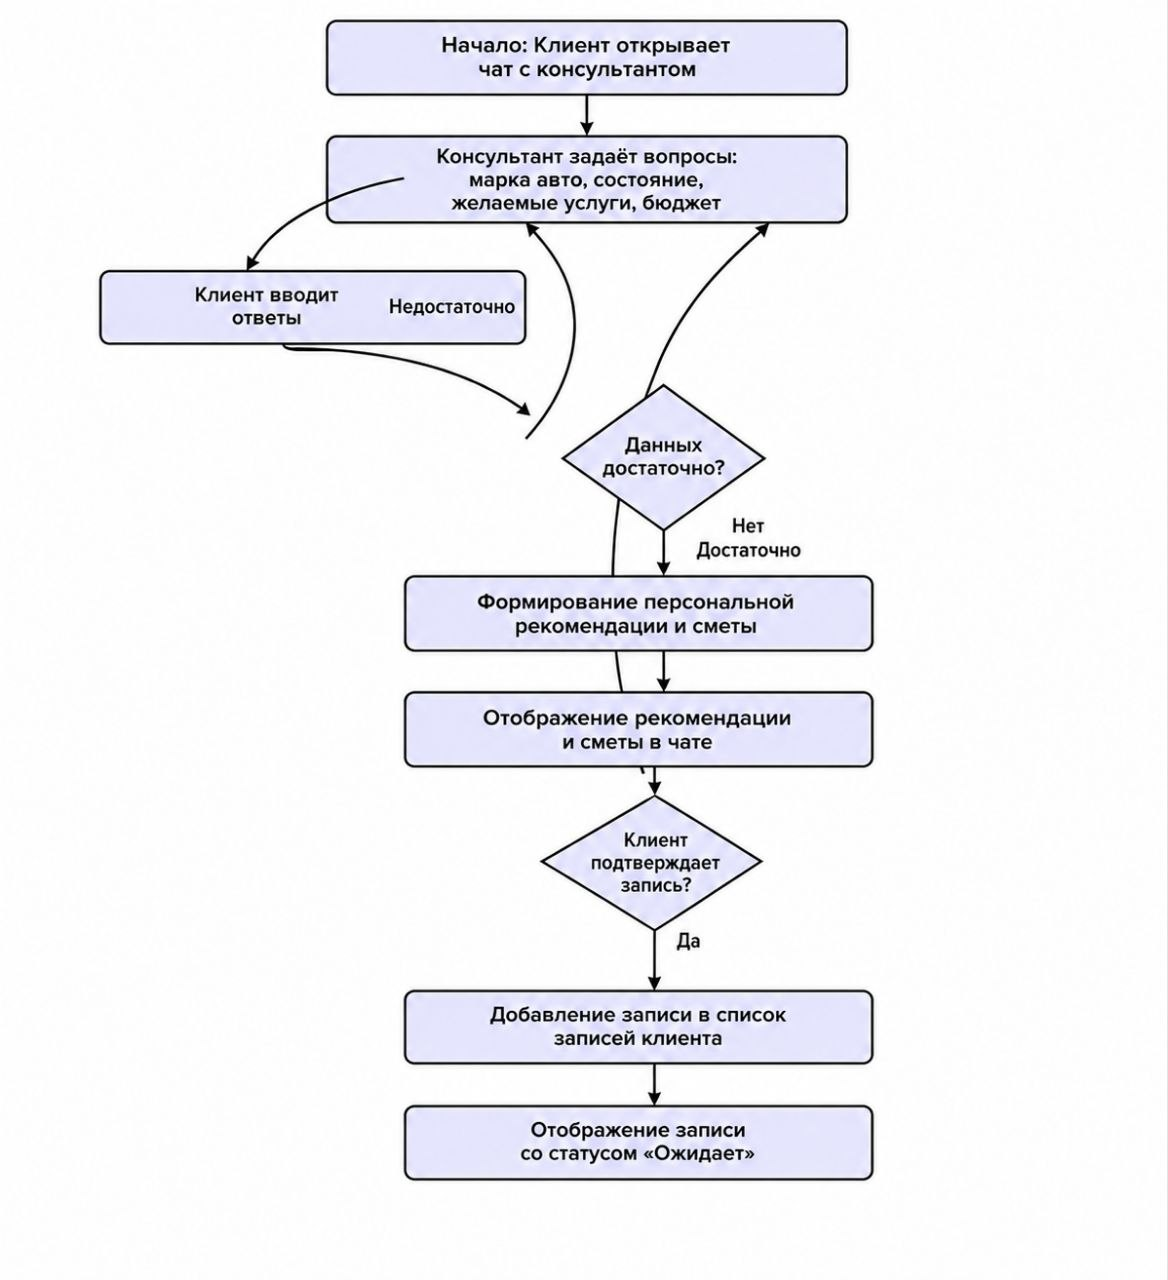 Начало: Клиент открывает
чат с консультантом
Консультант задаёт вопросы:
марка авто, состояние,
желаемые услуги, бюджет
Клиент вводит
ответы
Недостаточно
Данных
достаточно?
Нет
Достаточно
Формирование персональной
рекомендации и сметы
Отображение рекомендации
и сметы в чате
Клиент
подтверждает
запись?
Да
Добавление записи в список
записей клиента
Отображение записи
со статусом «Ожидает»